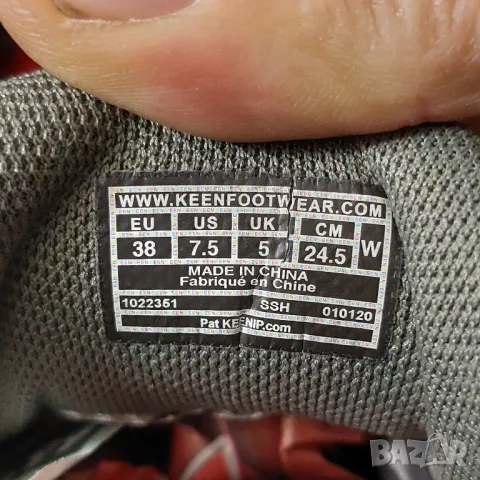 WWW.KEENFOOTWEAR.COM
EU US UK CM W
38 7.5 5 24.5
MADE IN CHINA
Fabriqué en Chine
1022351 SSH 010120
Pat KEENIP.com
BAZAR